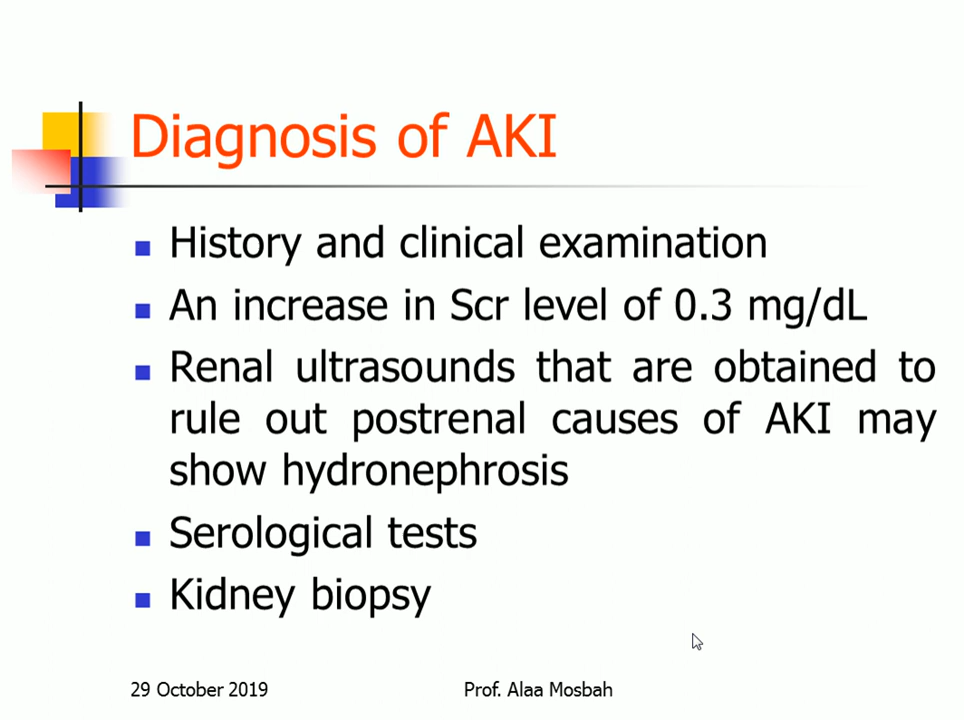 Diagnosis of AKI
History and clinical examination
An increase in Scr level of 0.3 mg/dL
Renal ultrasounds that are obtained to
rule out postrenal causes of AKI may
show hydronephrosis
Serological tests
Kidney biopsy
29 October 2019
Prof. Alaa Mosbah